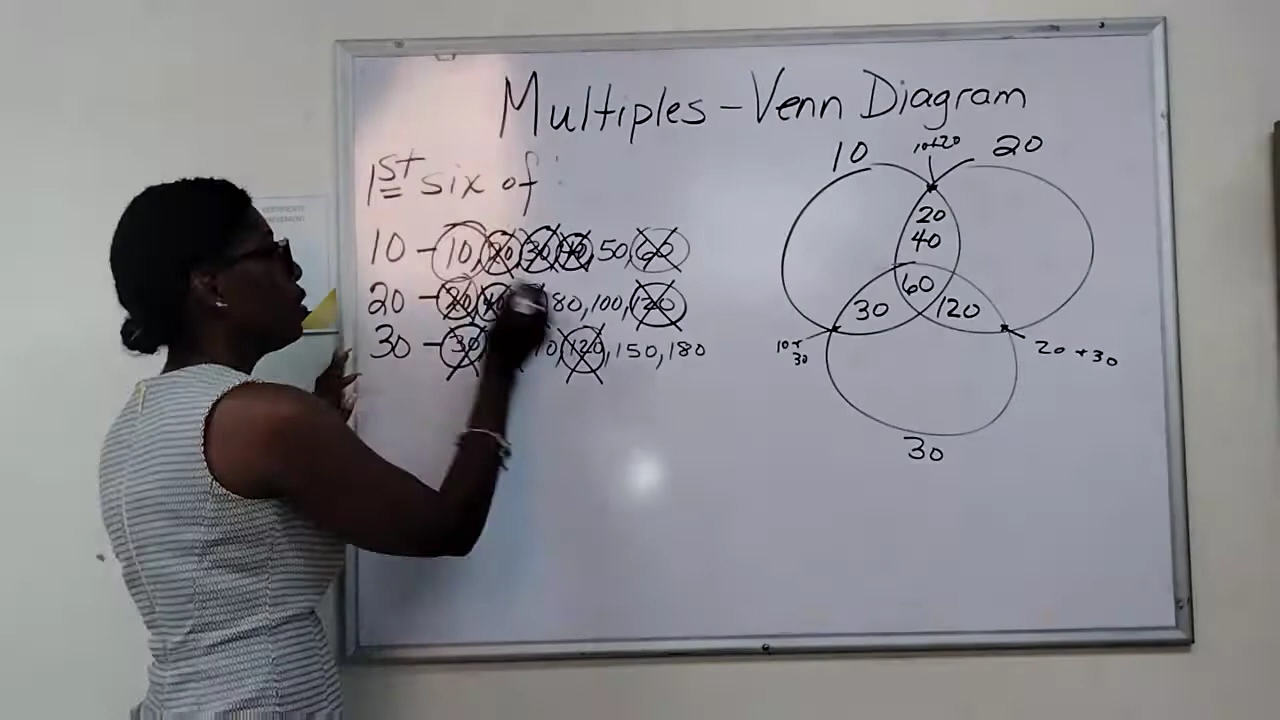 Multiples - Venn Diagram
1st six of :
10 - 10, 20, 30, 40, 50, 60
20 - 20, 40, 80, 100, 120
30 - 30, 120, 150, 180
10 10+20 20
20
40
60
30 120
10+
30
20 + 30
30
CERTIFICATE